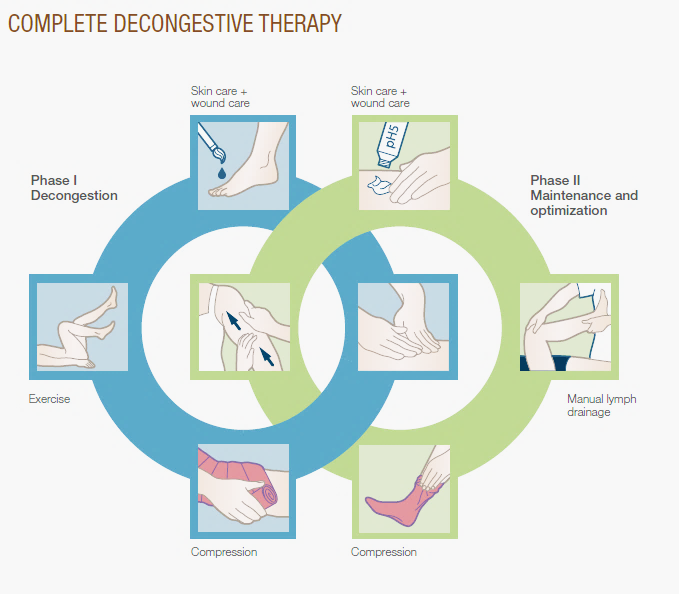 COMPLETE DECONGESTIVE THERAPY
Skin care +
wound care
Skin care +
wound care
pH5
Phase I
Decongestion
Phase II
Maintenance and
optimization
Exercise
Manual lymph
drainage
Compression
Compression